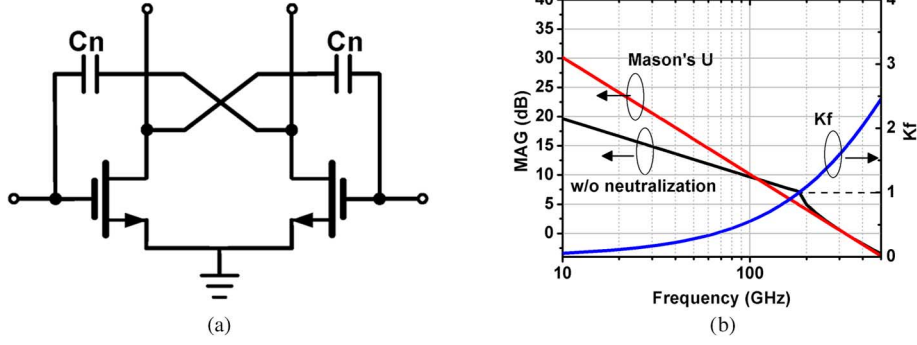 Cn
Cn
(a)
40
35
30
25
20
15
10
5
0
MAG (dB)
Mason's U
w/o neutralization
Kf
4
3
2
1
0
Kf
10
100
Frequency (GHz)
(b)